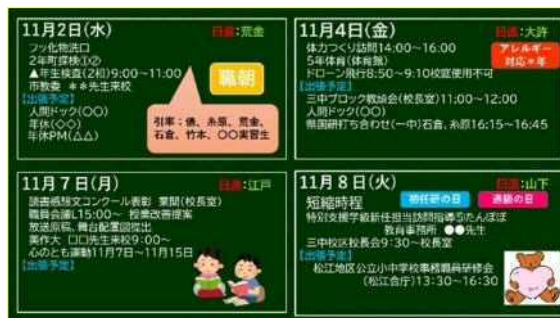 11月2日(水) 日直:荒金
フッ化物洗口
2年町探検①②
▲年生検査(2相)9:00~11:00
市教委 **先生来校
【出張予定】
人間ドック(○○)
年休(◇◇)
年休PM(△△)
職朝
引率:儀、糸原、荒金、
石倉、竹本、○○実習生
11月4日(金) 日直:大許
体力つくり訪問14:00~16:00
5年体育(体育館)
ドローン飛行8:50~9:10校庭使用不可
アレルギー
対応*年
【出張予定】
三中ブロック教頭会(校長室)11:00~12:00
人間ドック(○○)
県国研打ち合わせ(一中)石倉、糸原16:15~16:45
11月7日(月) 日直:江戸
読書感想文コンクール表彰 業間(校長室)
職員会議L15:00~ 授業改善提案
放送原稿、舞台配置図提出
美作大 □□先生来校9:00~
心のとも運動11月7日~11月15日
【出張予定】
11月8日(火) 日直:山下
短縮時程 初任研の日 通級の日
特別支援学級新任担当訪問指導⑤たんぽぽ
教育事務所 ●●先生
三中校区校長会9:30~校長室
【出張予定】
松江地区公立小中学校事務職員研修会
(松江合庁)13:30~16:30